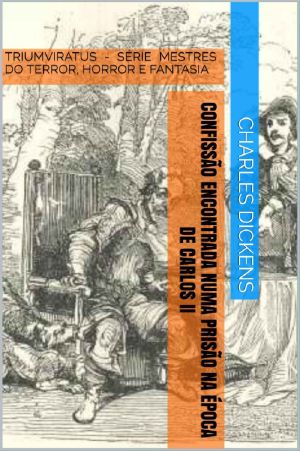 TRIUMVIRATUS - SÉRIE MESTRES
DO TERROR, HORROR E FANTASIA
CONFISSÃO ENCONTRADA NUMA PRISÃO NA ÉPOCA
DE CARLOS II
CHARLES DICKENS